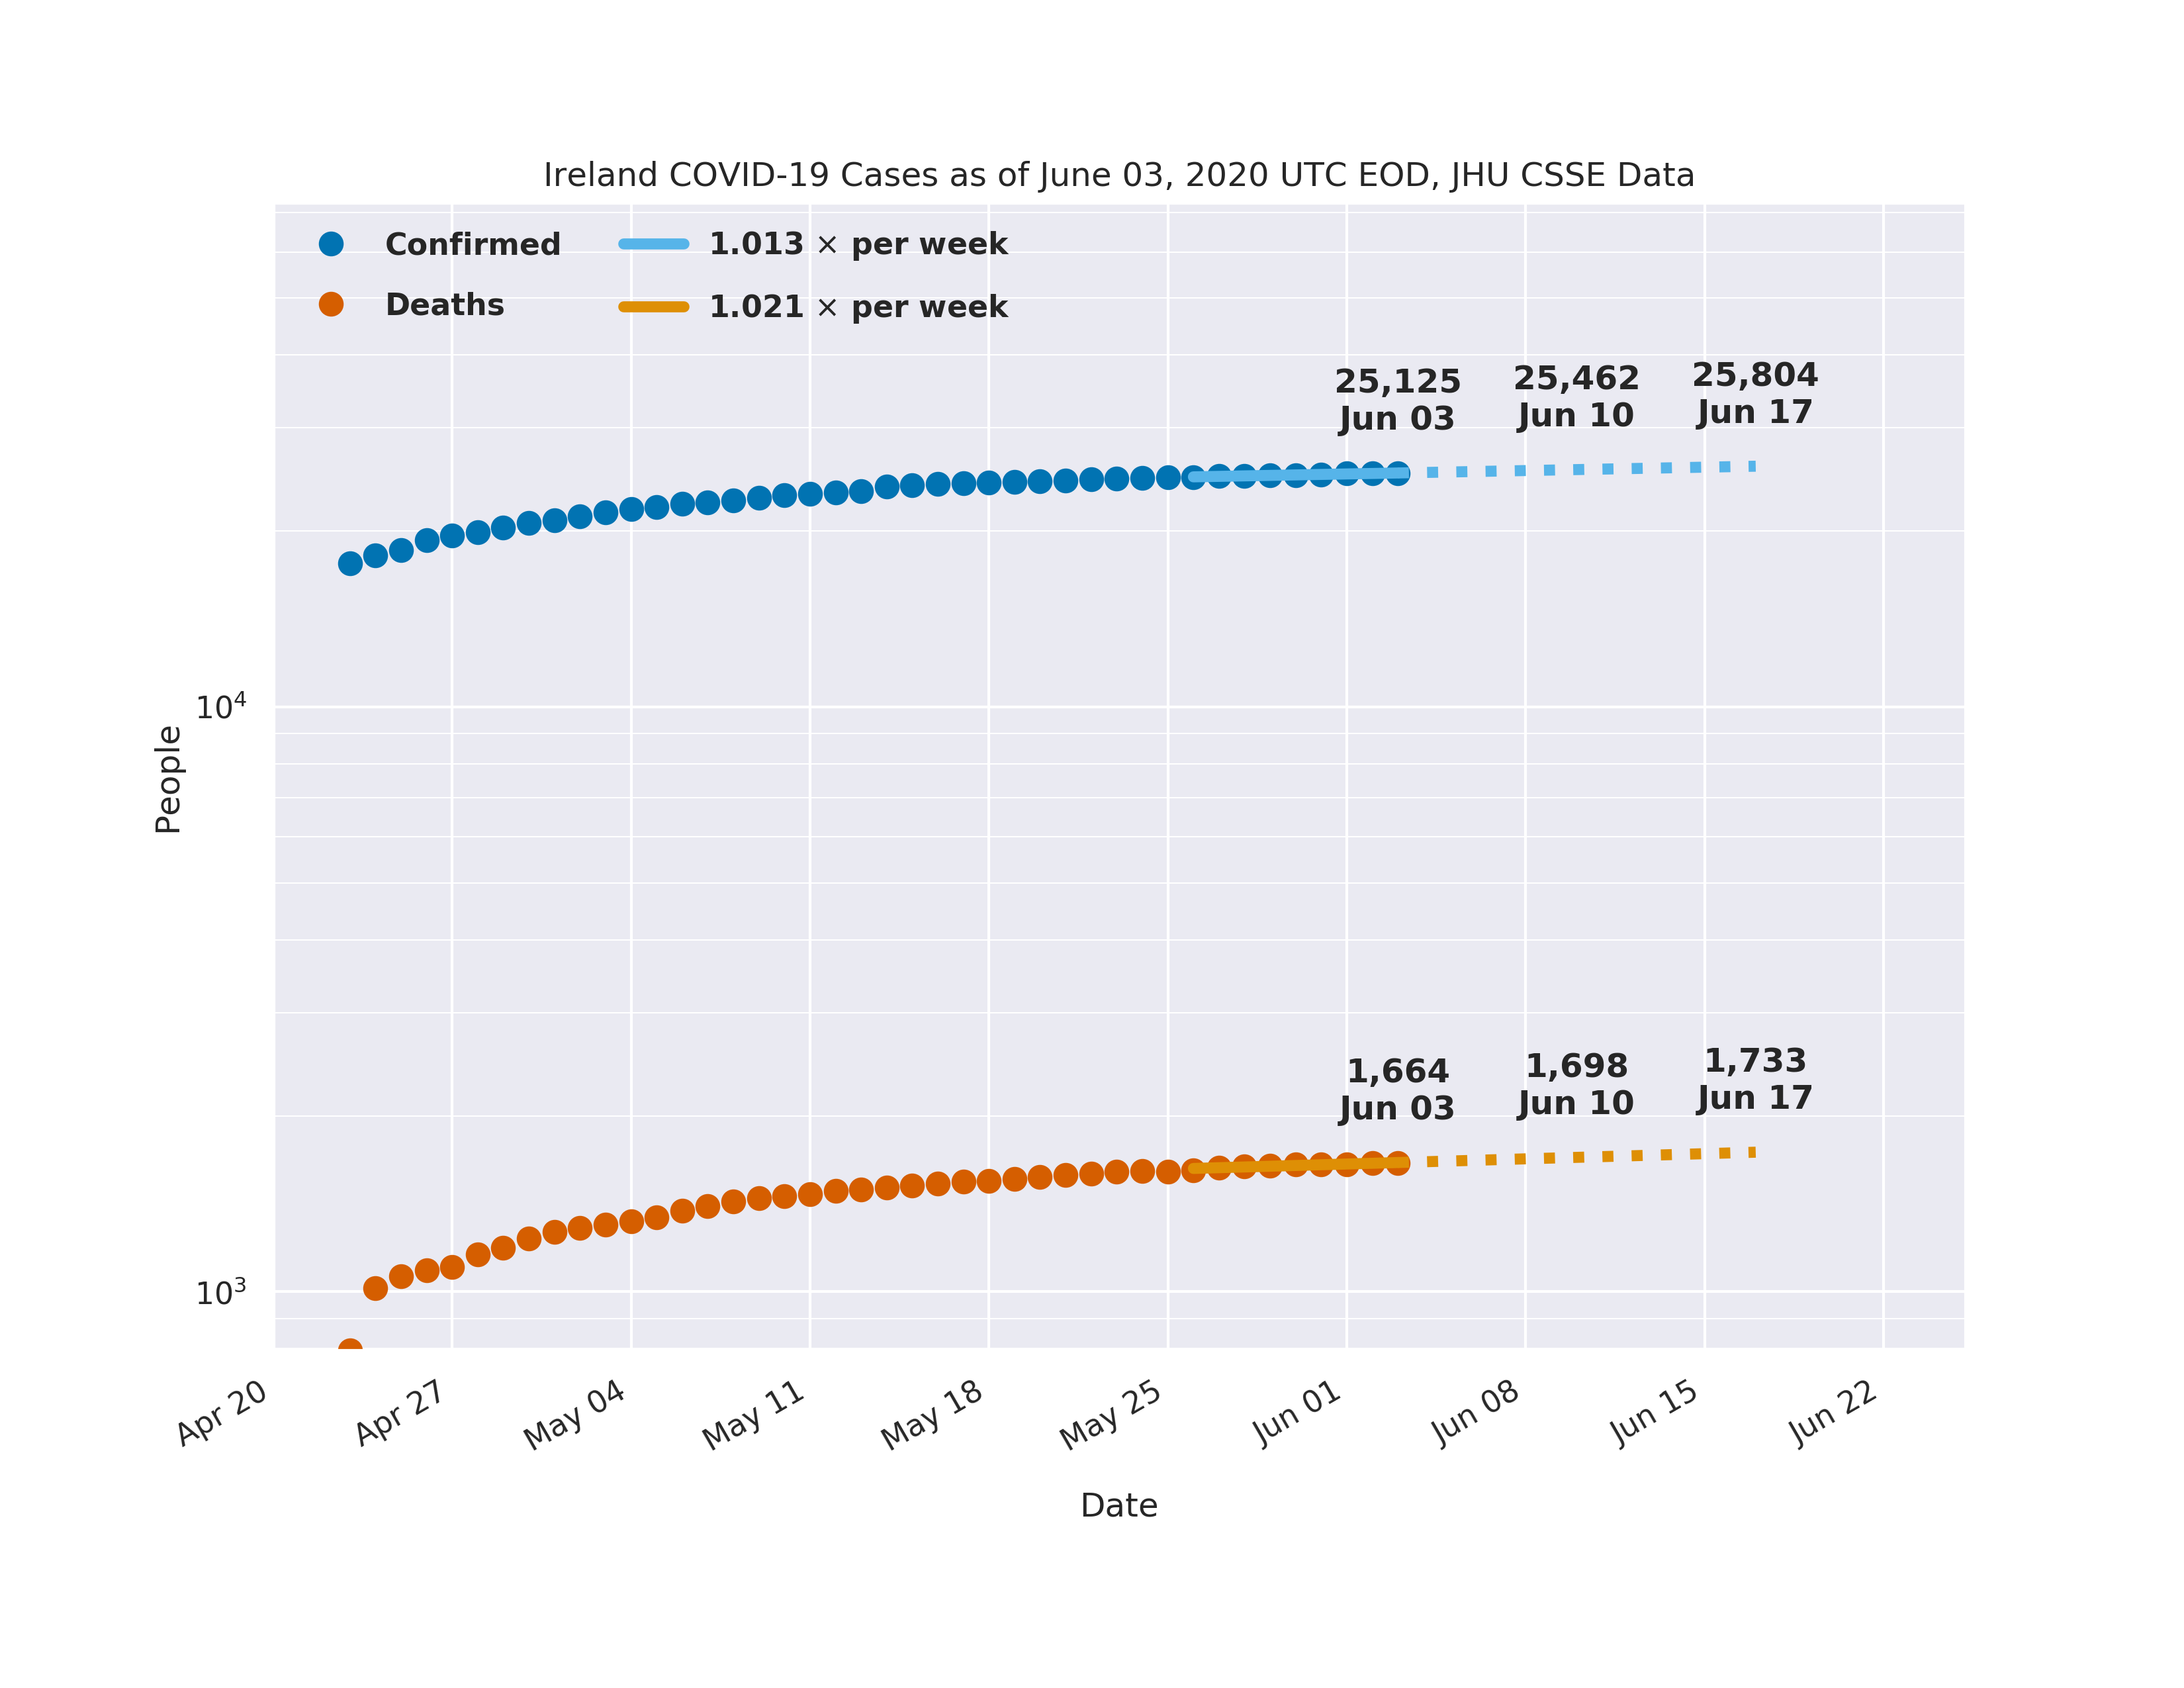 Ireland COVID-19 Cases as of June 03, 2020 UTC EOD, JHU CSSE Data
Confirmed
Deaths
1.013 × per week
1.021 × per week
25,125
Jun 03
25,462
Jun 10
25,804
Jun 17
People
10⁴
10³
1,664
Jun 03
1,698
Jun 10
1,733
Jun 17
Apr 20
Apr 27
May 04
May 11
May 18
May 25
Jun 01
Jun 08
Jun 15
Jun 22
Date